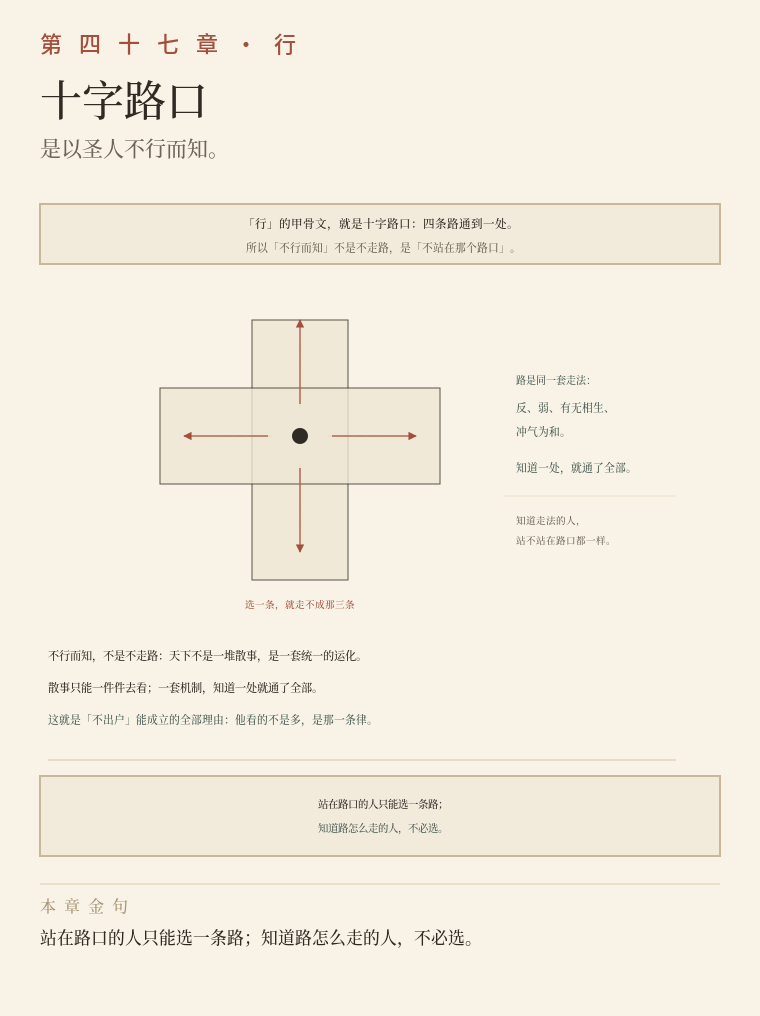 第四十七章·行
十字路口
是以圣人不行而知。
「行」的甲骨文，就是十字路口：四条路通到一处。
所以「不行而知」不是不走路，是「不站在那个路口」。
路是同一套走法：
反、弱、有无相生、
冲气为和。
知道一处，就通了全部。
知道走法的人，
站不站在路口都一样。
选一条，就走不成那三条
不行而知，不是不走路：天下不是一堆散事，是一套统一的运化。
散事只能一件件去看；一套机制，知道一处就通了全部。
这就是「不出户」能成立的全部理由：他看的不是多，是那一条律。
站在路口的人只能选一条路；
知道路怎么走的人，不必选。
本章金句
站在路口的人只能选一条路；知道路怎么走的人，不必选。